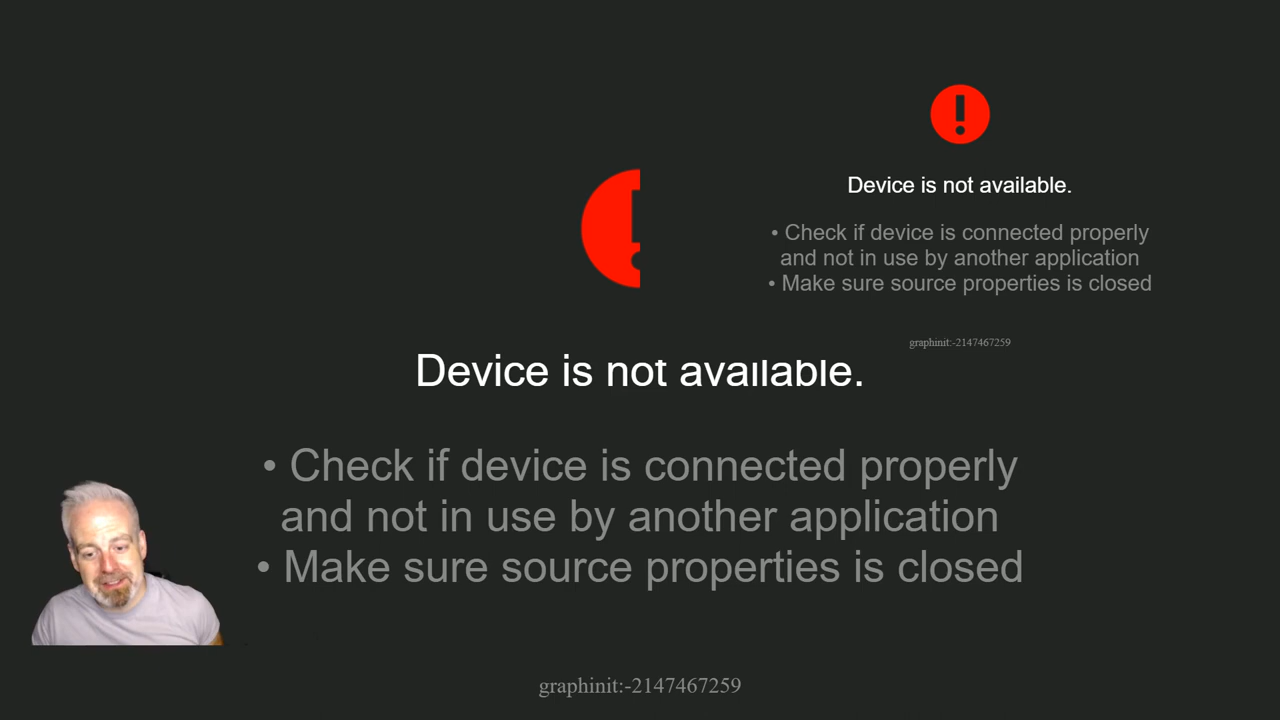 !
Device is not available.
• Check if device is connected properly
and not in use by another application
• Make sure source properties is closed
graphinit:-2147467259
Device is not available.
• Check if device is connected properly
and not in use by another application
• Make sure source properties is closed
graphinit:-2147467259